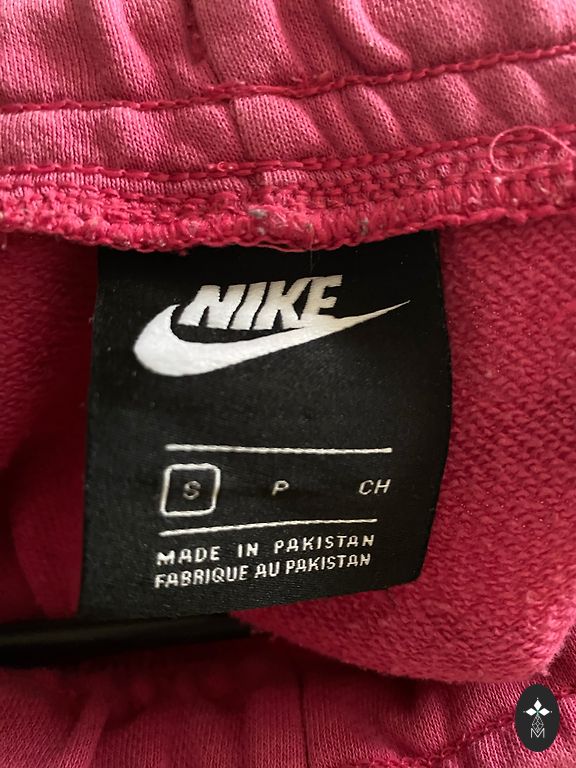 NIKE
S P CH
MADE IN PAKISTAN
FABRIQUE AU PAKISTAN
M